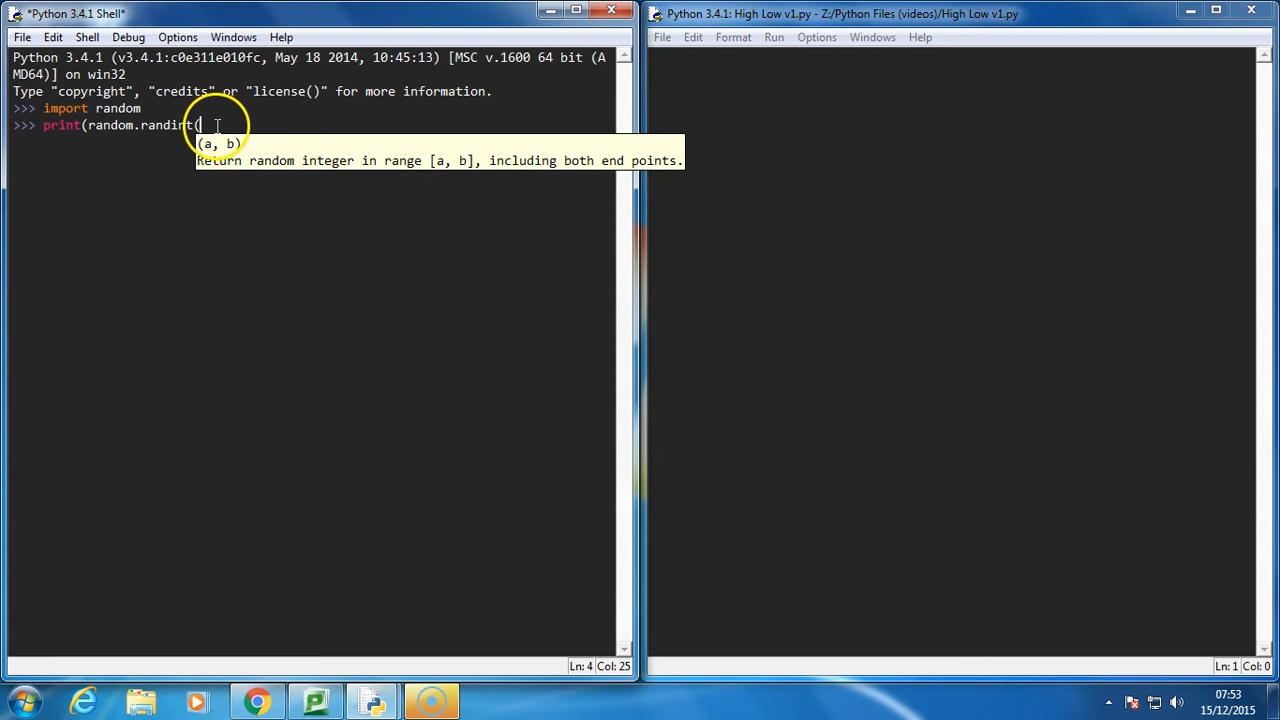 *Python 3.4.1 Shell*
File Edit Shell Debug Options Windows Help
Python 3.4.1 (v3.4.1:c0e311e010fc, May 18 2014, 10:45:13) [MSC v.1600 64 bit (A
MD64)] on win32
Type "copyright", "credits" or "license()" for more information.
>>> import random
>>> print(random.randint(
(a, b)
Return random integer in range [a, b], including both end points.
Ln: 4 Col: 25
Python 3.4.1: High Low v1.py - Z:/Python Files (videos)/High Low v1.py
File Edit Format Run Options Windows Help
Ln: 1 Col: 0
07:53
15/12/2015